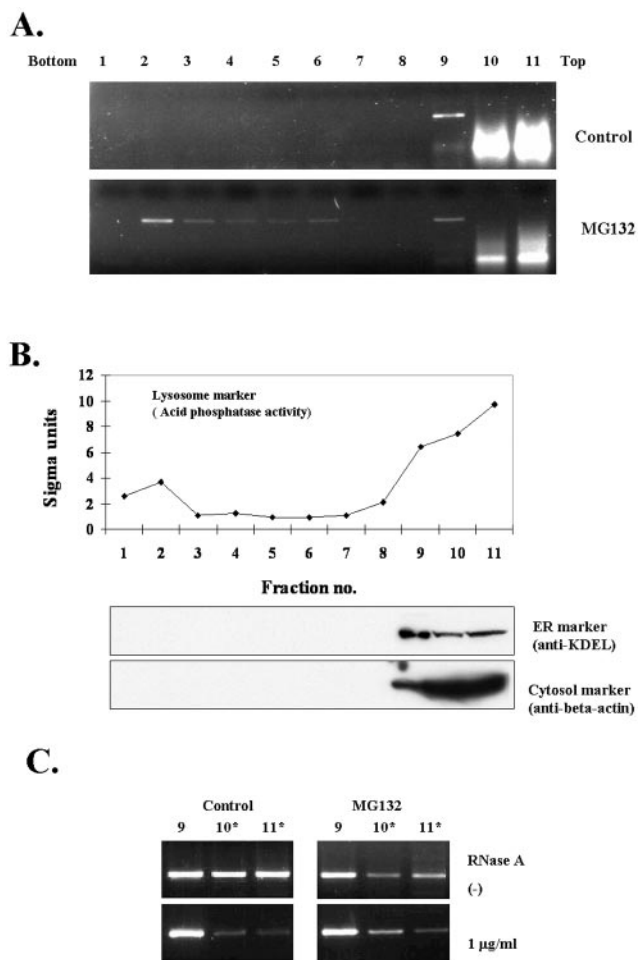 A.
Bottom 1 2 3 4 5 6 7 8 9 10 11 Top
Control
MG132
B.
12
10
8
6
4
2
0
Sigma units
Lysosome marker
( Acid phosphatase activity)
1 2 3 4 5 6 7 8 9 10 11
Fraction no.
ER marker
(anti-KDEL)
Cytosol marker
(anti-beta-actin)
C.
Control MG132
9 10* 11* 9 10* 11*
RNase A
(-)
1 µg/ml